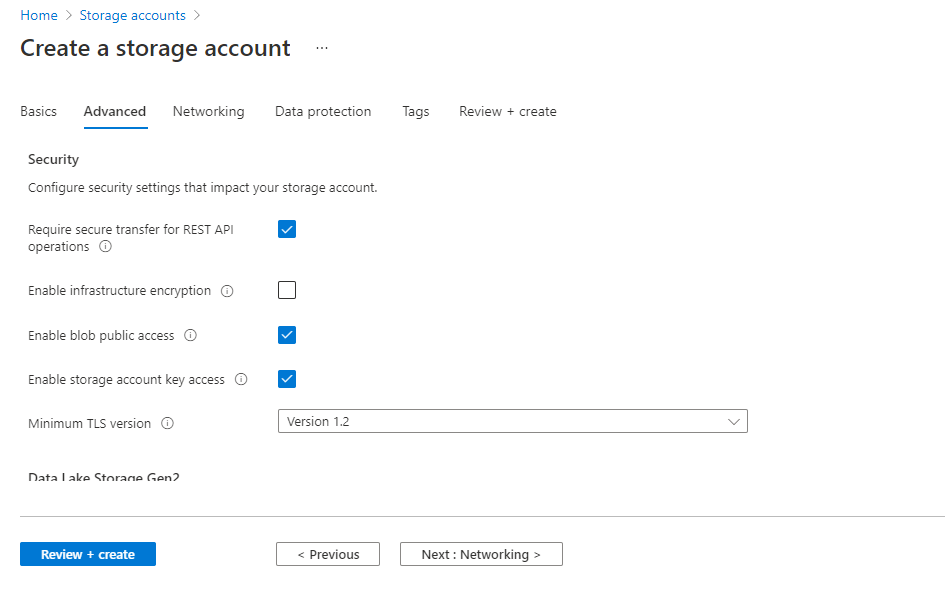 Home > Storage accounts >
Create a storage account ...
Basics Advanced Networking Data protection Tags Review + create
Security
Configure security settings that impact your storage account.
Require secure transfer for REST API
operations
Enable infrastructure encryption
Enable blob public access
Enable storage account key access
Minimum TLS version Version 1.2
Data Lake Storage Gen2
Review + create < Previous Next : Networking >